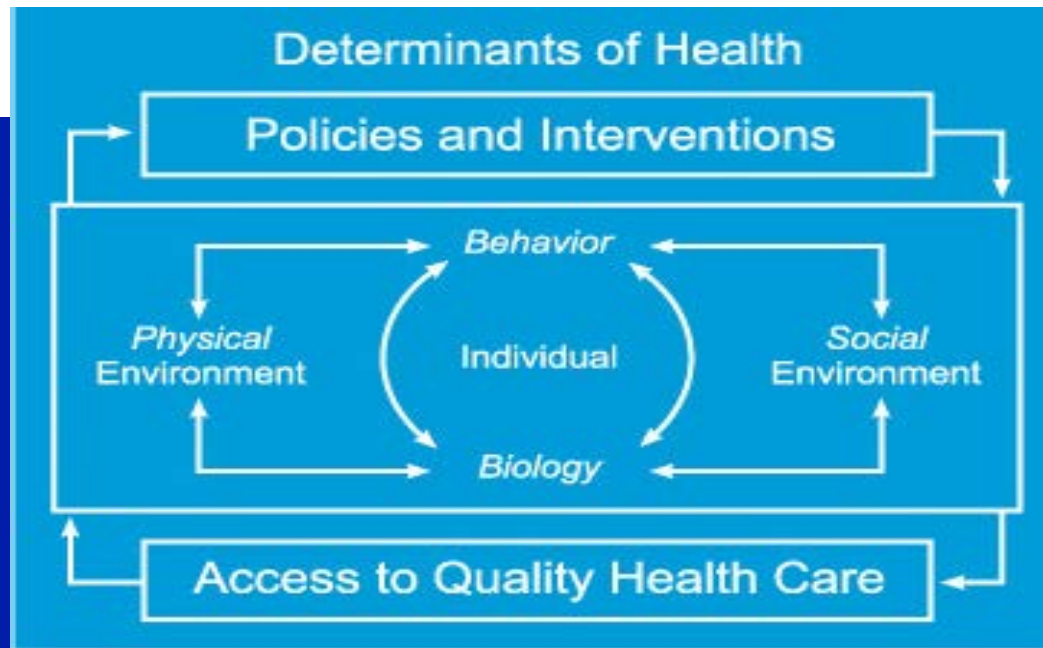 Determinants of Health
Policies and Interventions
Behavior
Physical
Environment
Individual
Social
Environment
Biology
Access to Quality Health Care